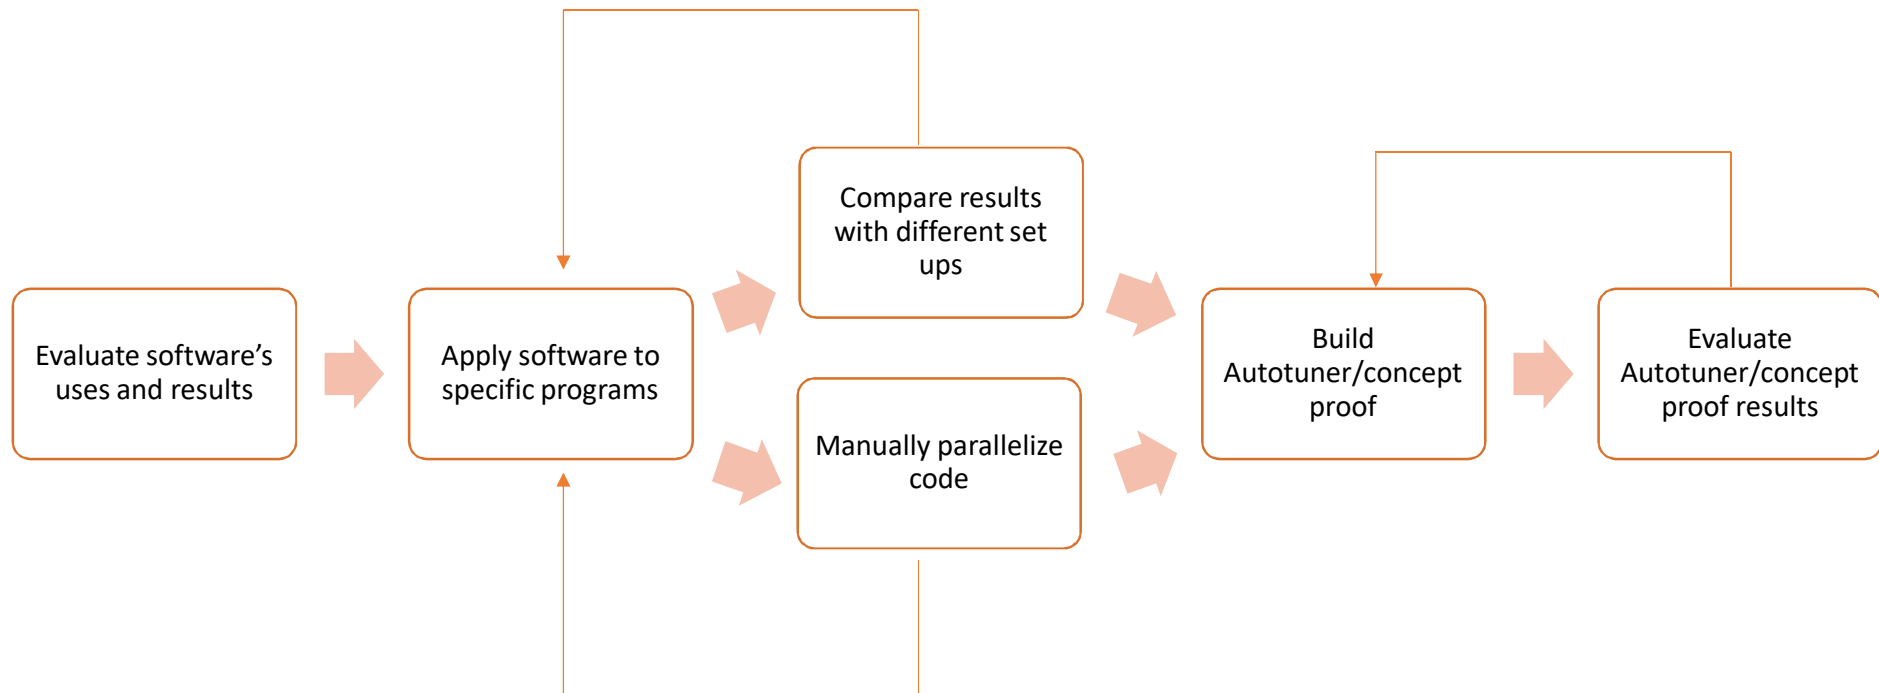 Evaluate software’s
uses and results
Apply software to
specific programs
Compare results
with different set
ups
Manually parallelize
code
Build
Autotuner/concept
proof
Evaluate
Autotuner/concept
proof results